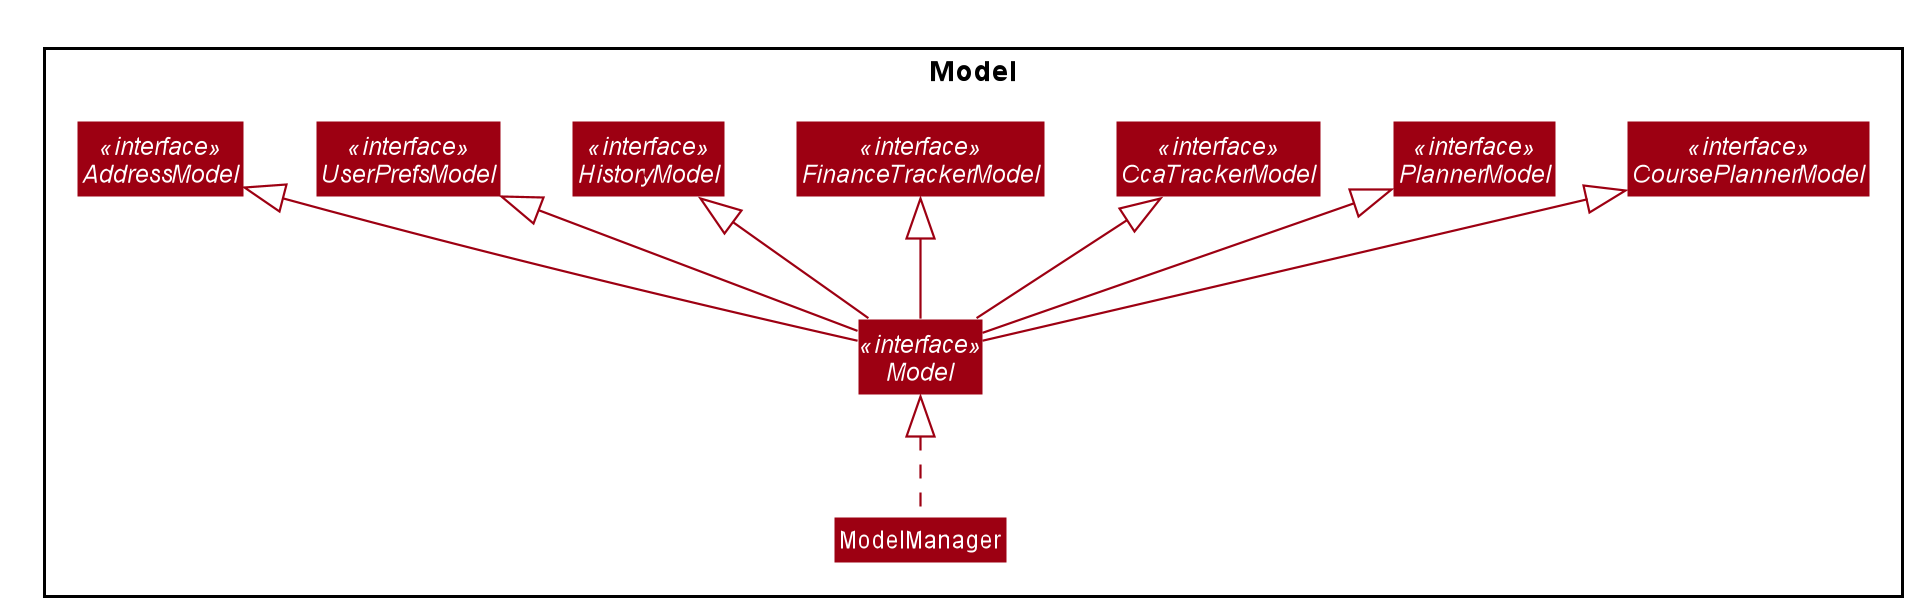 Model
«interface»
AddressModel
«interface»
UserPrefsModel
«interface»
HistoryModel
«interface»
FinanceTrackerModel
«interface»
CcaTrackerModel
«interface»
PlannerModel
«interface»
CoursePlannerModel
«interface»
Model
ModelManager